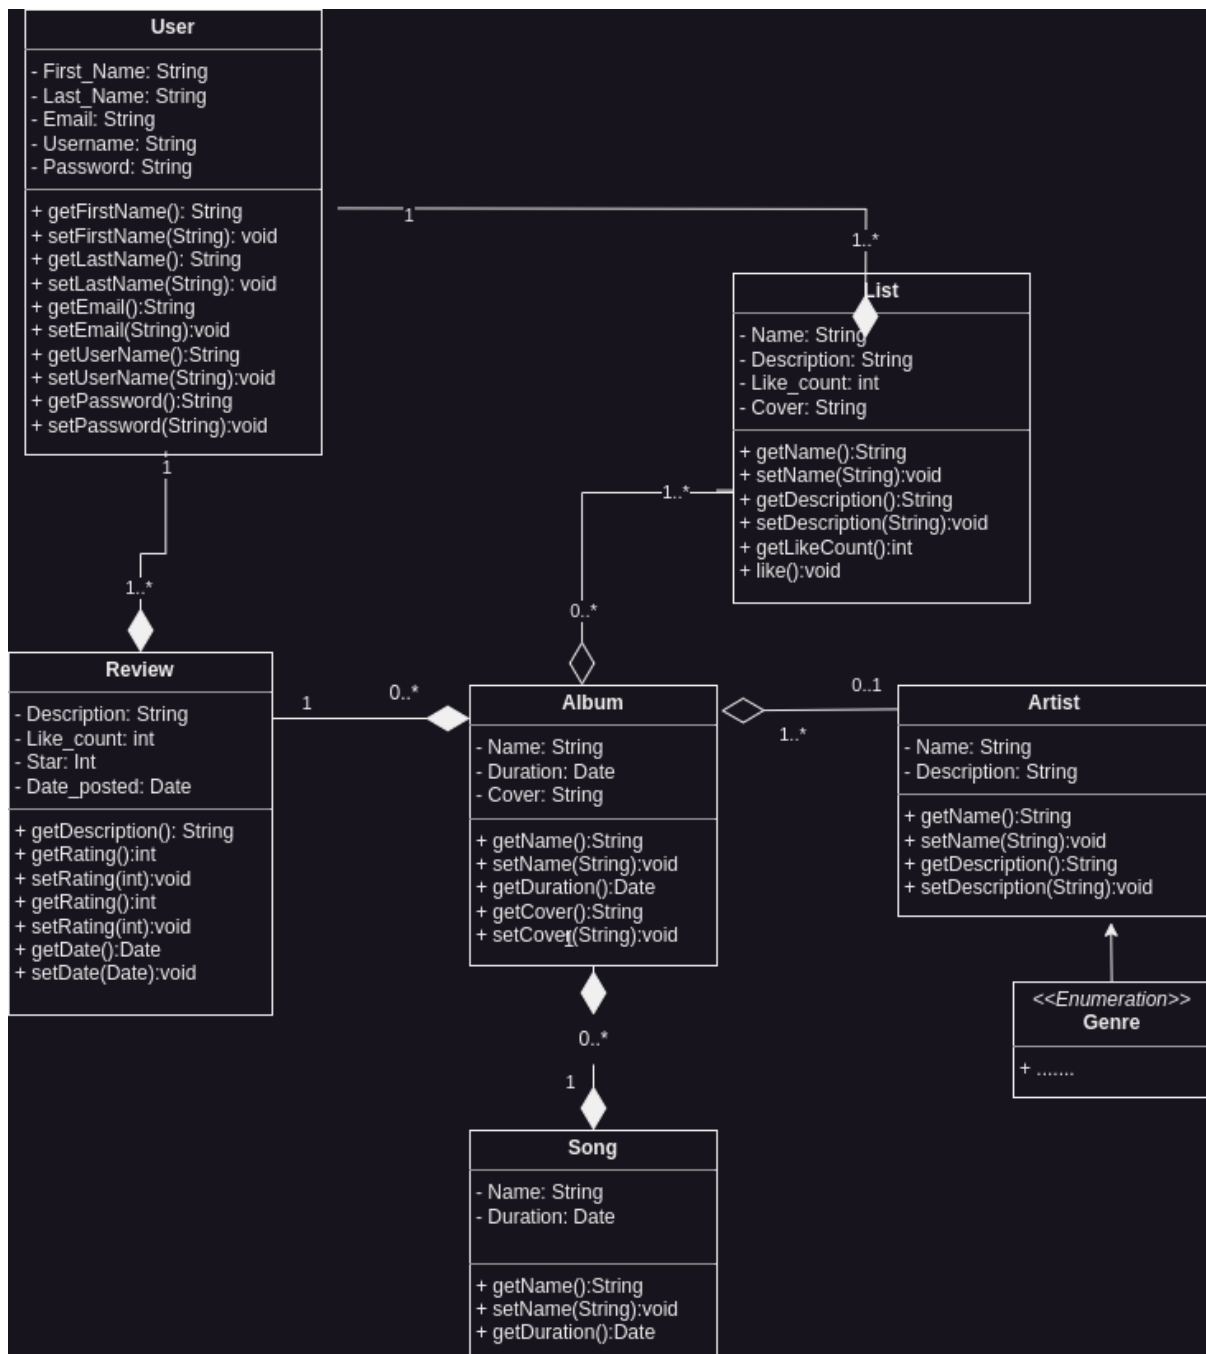 User
- First_Name: String
- Last_Name: String
- Email: String
- Username: String
- Password: String
+ getFirstName(): String
+ setFirstName(String): void
+ getLastName(): String
+ setLastName(String): void
+ getEmail():String
+ setEmail(String):void
+ getUserName():String
+ setUserName(String):void
+ getPassword():String
+ setPassword(String):void
1
1..*
List
- Name: String
- Description: String
- Like_count: int
- Cover: String
+ getName():String
+ setName(String):void
+ getDescription():String
+ setDescription(String):void
+ getLikeCount():int
+ like():void
1
1..*
1..*
0..*
Review
- Description: String
- Like_count: int
- Star: Int
- Date_posted: Date
+ getDescription(): String
+ getRating():int
+ setRating(int):void
+ getRating():int
+ setRating(int):void
+ getDate():Date
+ setDate(Date):void
1
0..*
Album
- Name: String
- Duration: Date
- Cover: String
+ getName():String
+ setName(String):void
+ getDuration():Date
+ getCover():String
+ setCover(String):void
1
0..1
1..*
Artist
- Name: String
- Description: String
+ getName():String
+ setName(String):void
+ getDescription():String
+ setDescription(String):void
<<Enumeration>>
Genre
+ .......
0..*
1
Song
- Name: String
- Duration: Date
+ getName():String
+ setName(String):void
+ getDuration():Date